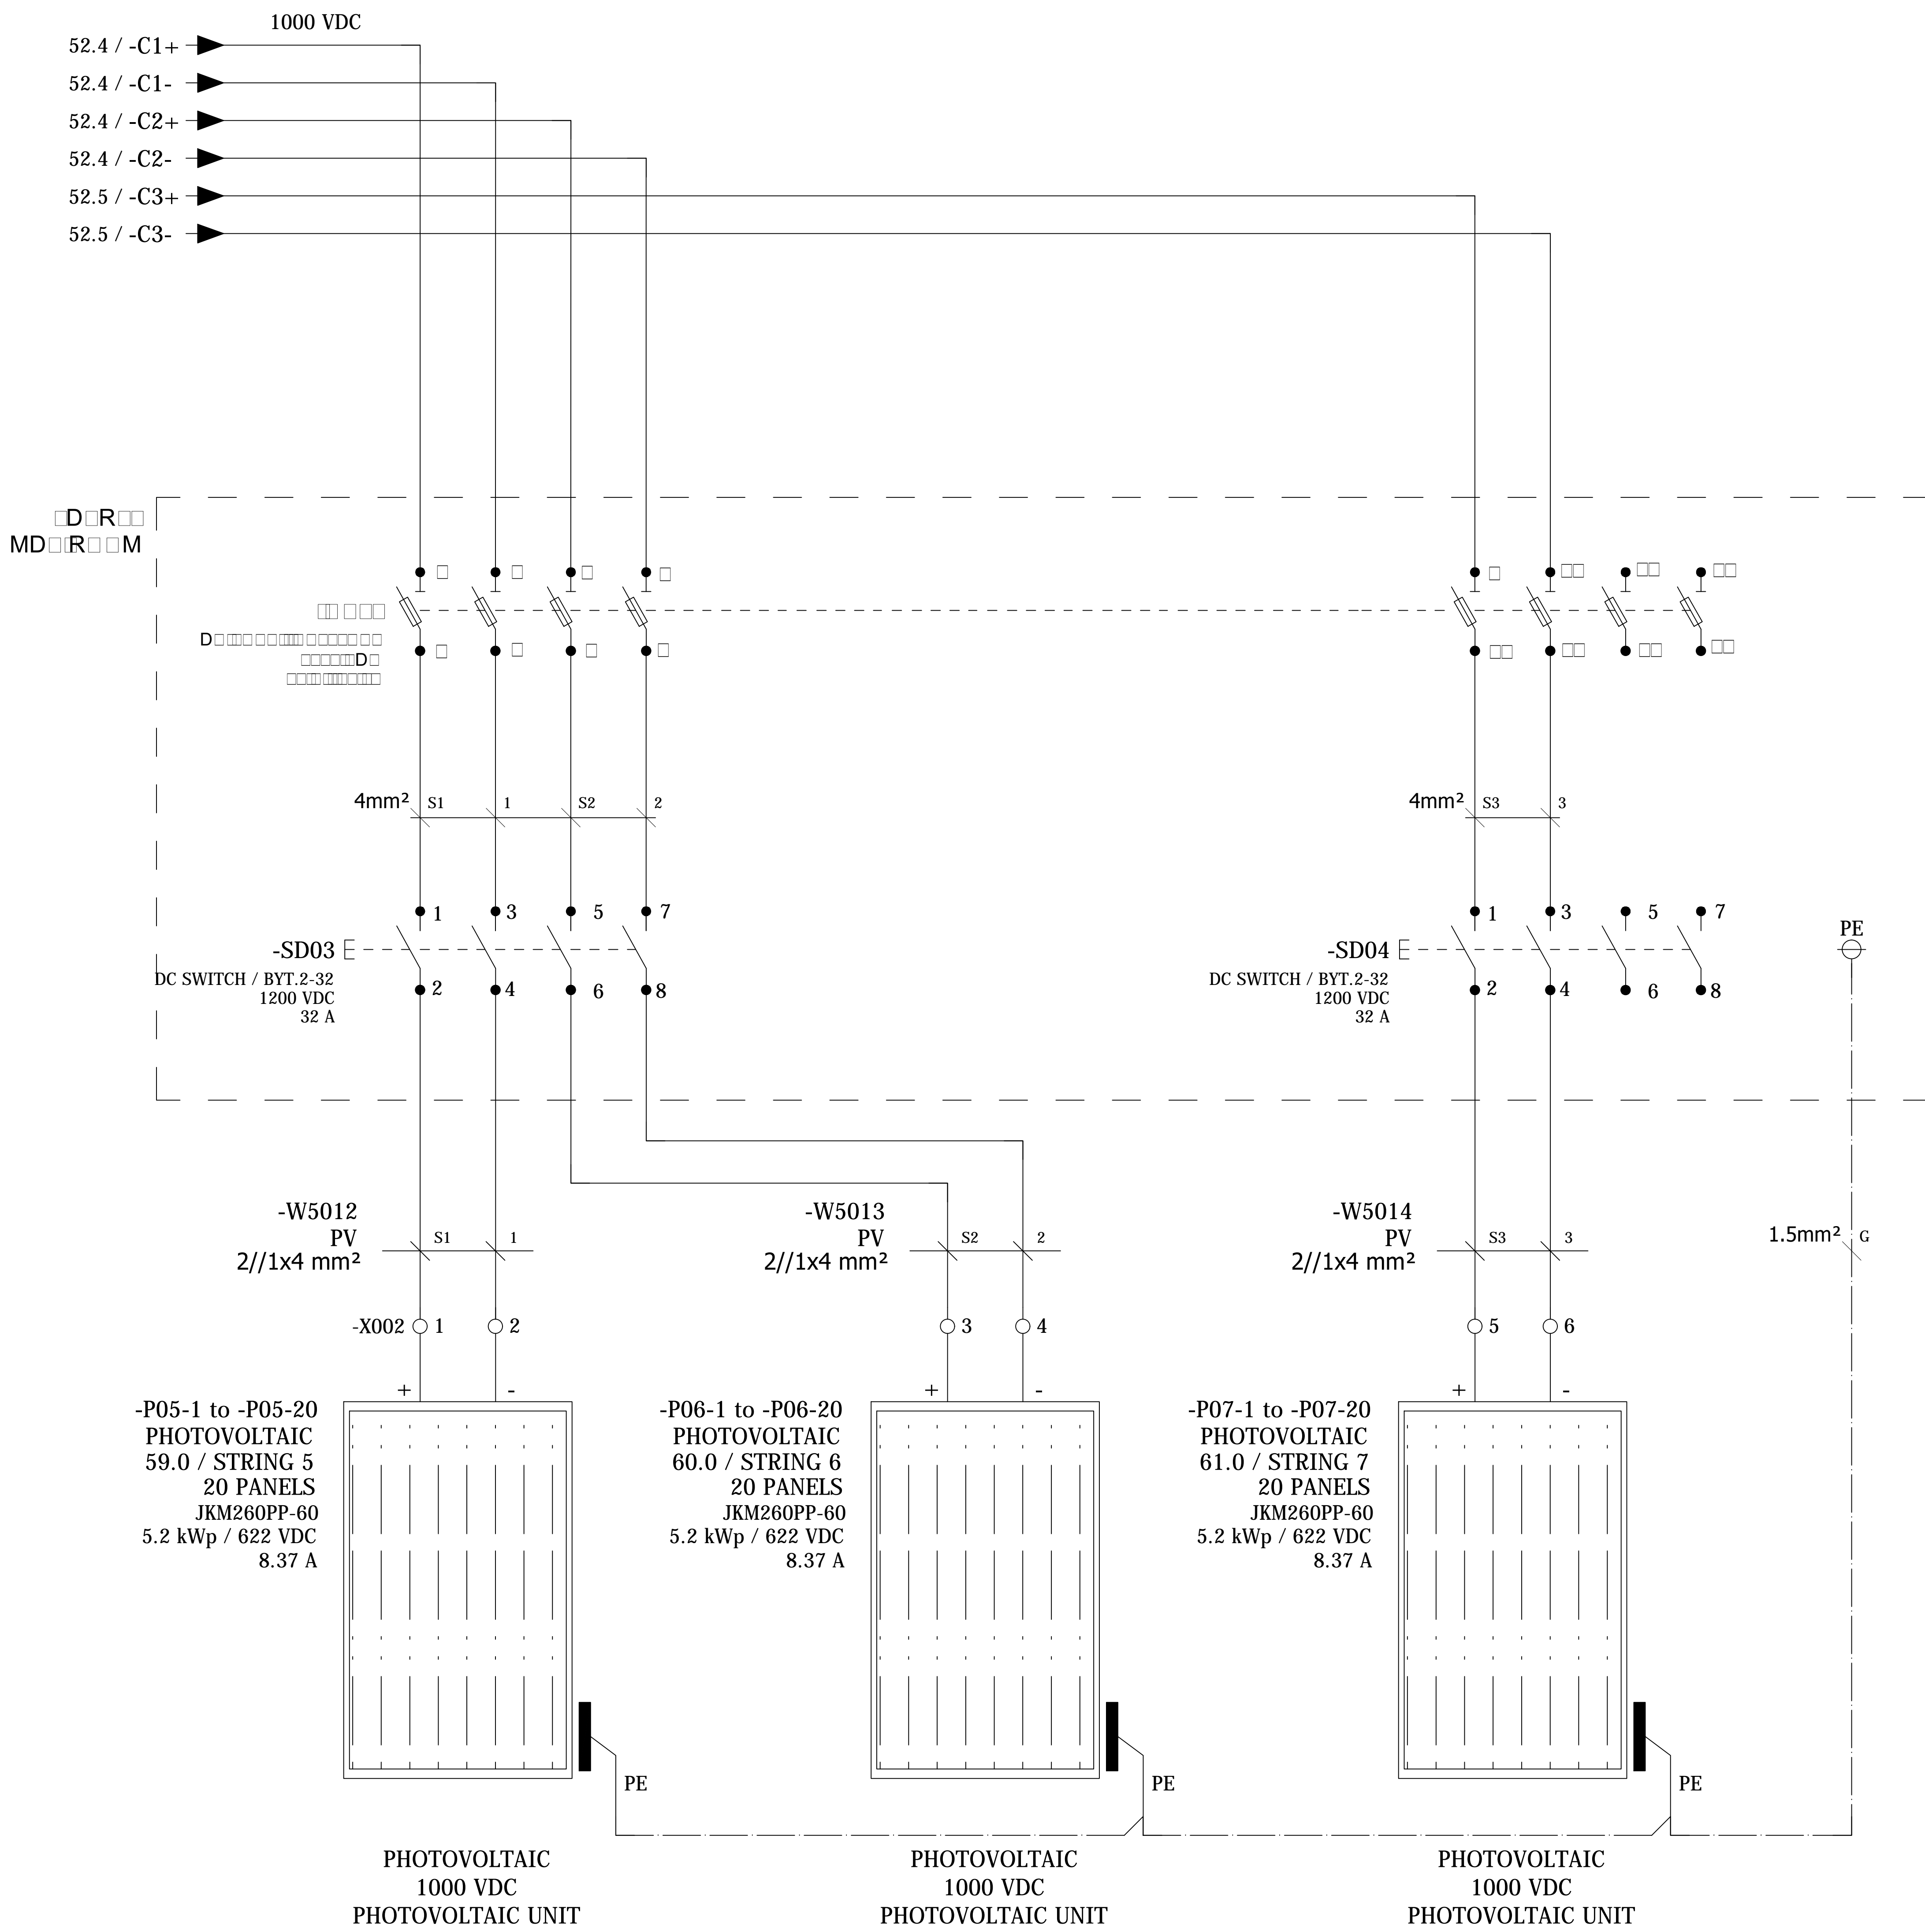 1000 VDC
52.4 / -C1+
52.4 / -C1-
52.4 / -C2+
52.4 / -C2-
52.5 / -C3+
52.5 / -C3-
4mm² S1 1 S2 2
4mm² S3 3
1 3 5 7
-SD03
DC SWITCH / BYT.2-32
1200 VDC
32 A
2 4 6 8
1 3 5 7
-SD04
DC SWITCH / BYT.2-32
1200 VDC
32 A
2 4 6 8
PE
-W5012
PV
2//1x4 mm²
S1 1
-W5013
PV
2//1x4 mm²
S2 2
-W5014
PV
2//1x4 mm²
S3 3
1.5mm² G
-X002 1 2 3 4 5 6
+ -
+ -
+ -
-P05-1 to -P05-20
PHOTOVOLTAIC
59.0 / STRING 5
20 PANELS
JKM260PP-60
5.2 kWp / 622 VDC
8.37 A
-P06-1 to -P06-20
PHOTOVOLTAIC
60.0 / STRING 6
20 PANELS
JKM260PP-60
5.2 kWp / 622 VDC
8.37 A
-P07-1 to -P07-20
PHOTOVOLTAIC
61.0 / STRING 7
20 PANELS
JKM260PP-60
5.2 kWp / 622 VDC
8.37 A
PE
PE
PE
PHOTOVOLTAIC
1000 VDC
PHOTOVOLTAIC UNIT
PHOTOVOLTAIC
1000 VDC
PHOTOVOLTAIC UNIT
PHOTOVOLTAIC
1000 VDC
PHOTOVOLTAIC UNIT